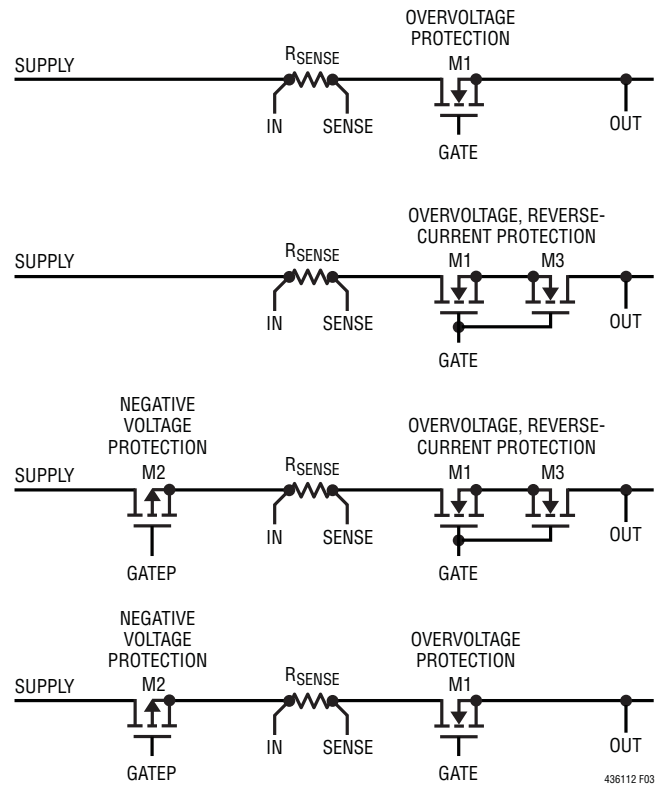 OVERVOLTAGE
PROTECTION
SUPPLY
RSENSE
M1
IN
SENSE
GATE
OUT
OVERVOLTAGE, REVERSE-
CURRENT PROTECTION
SUPPLY
RSENSE
M1
M3
IN
SENSE
GATE
OUT
NEGATIVE
VOLTAGE
PROTECTION
OVERVOLTAGE, REVERSE-
CURRENT PROTECTION
SUPPLY
M2
RSENSE
M1
M3
IN
SENSE
OUT
GATEP
GATE
NEGATIVE
VOLTAGE
PROTECTION
OVERVOLTAGE
PROTECTION
SUPPLY
M2
RSENSE
M1
IN
SENSE
OUT
GATEP
GATE
436112 F03